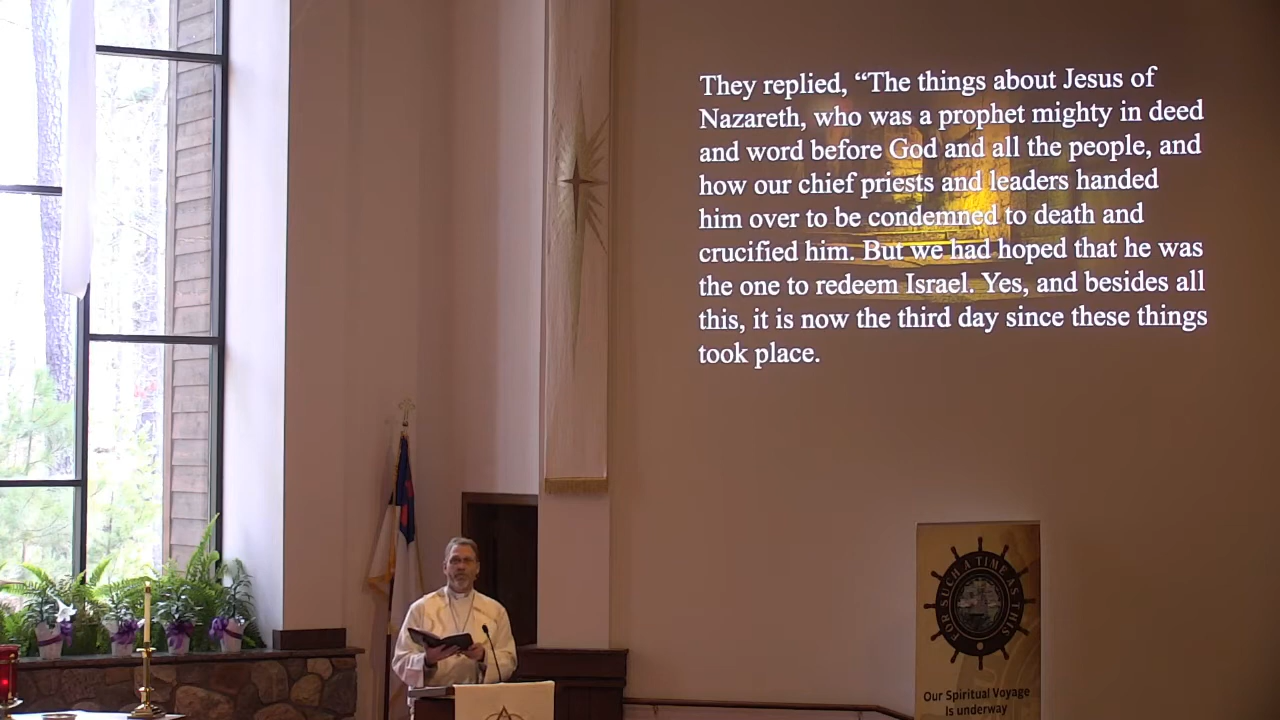 They replied, “The things about Jesus of
Nazareth, who was a prophet mighty in deed
and word before God and all the people, and
how our chief priests and leaders handed
him over to be condemned to death and
crucified him. But we had hoped that he was
the one to redeem Israel. Yes, and besides all
this, it is now the third day since these things
took place.
FOR SUCH A TIME AS THIS
Our Spiritual Voyage
is underway